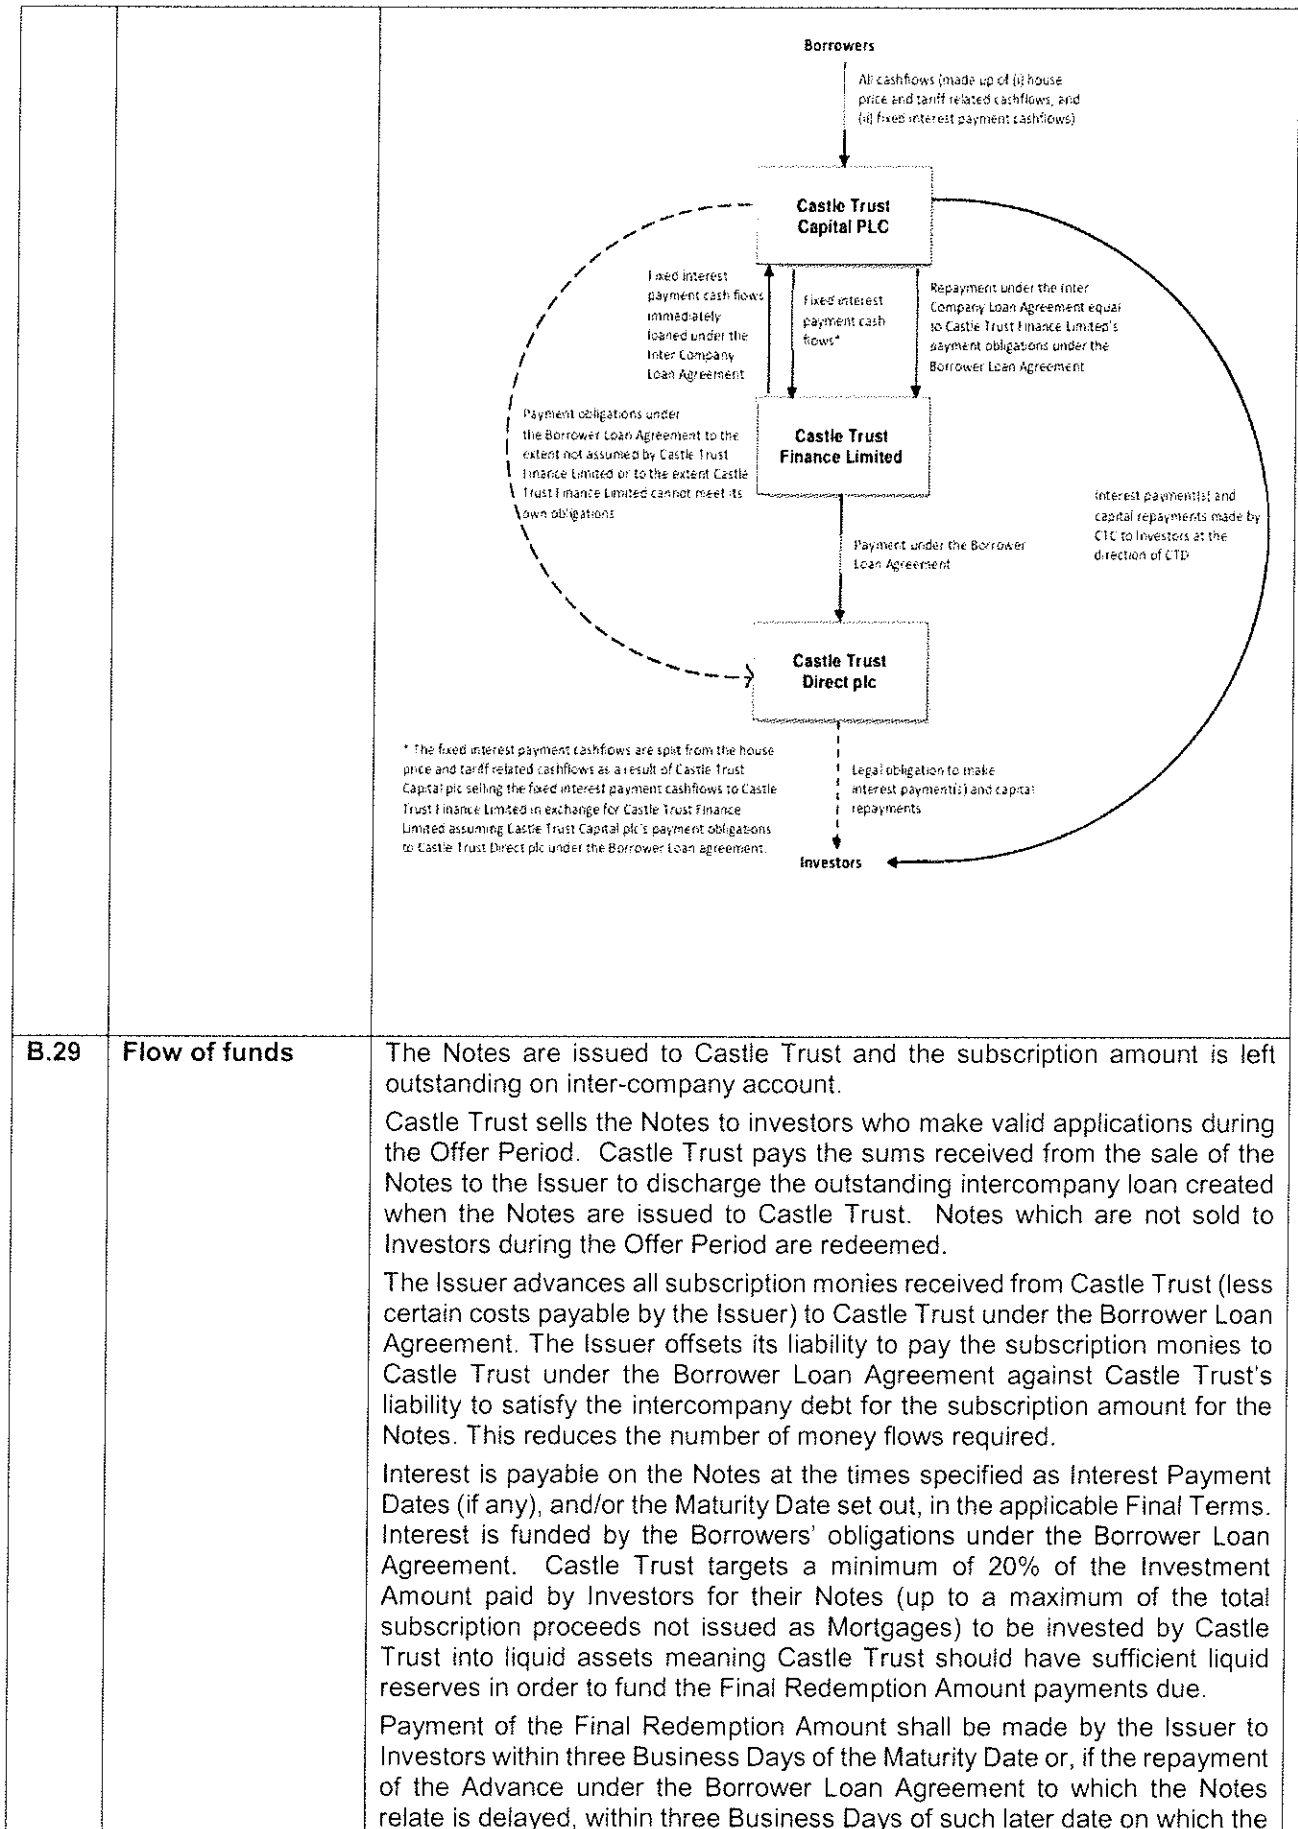 Borrowers
All cashflows (made up of (i) house
price and tariff related cashflows, and
(ii) fixed interest payment cashflows)
Castle Trust
Capital PLC
Fixed interest
payment cash flows
immediately
loaned under the
Inter Company
Loan Agreement
Fixed interest
payment cash
flows*
Repayment under the Inter
Company Loan Agreement equal
to Castle Trust Finance Limited's
payment obligations under the
Borrower Loan Agreement
Payment obligations under
the Borrower Loan Agreement to the
extent not assumed by Castle Trust
Finance Limited or to the extent Castle
Trust Finance Limited cannot meet its
own obligations
Castle Trust
Finance Limited
Interest payment(s) and
capital repayments made by
CTC to Investors at the
direction of CTD
Payment under the Borrower
Loan Agreement
Castle Trust
Direct plc
* The fixed interest payment cashflows are split from the house
price and tariff related cashflows as a result of Castle Trust
Capital plc selling the fixed interest payment cashflows to Castle
Trust Finance Limited in exchange for Castle Trust Finance
Limited assuming Castle Trust Capital plc's payment obligations
to Castle Trust Direct plc under the Borrower Loan agreement.
Legal obligation to make
interest payment(s) and capital
repayments
Investors
B.29 Flow of funds
The Notes are issued to Castle Trust and the subscription amount is left
outstanding on inter-company account.
Castle Trust sells the Notes to investors who make valid applications during
the Offer Period. Castle Trust pays the sums received from the sale of the
Notes to the Issuer to discharge the outstanding intercompany loan created
when the Notes are issued to Castle Trust. Notes which are not sold to
Investors during the Offer Period are redeemed.
The Issuer advances all subscription monies received from Castle Trust (less
certain costs payable by the Issuer) to Castle Trust under the Borrower Loan
Agreement. The Issuer offsets its liability to pay the subscription monies to
Castle Trust under the Borrower Loan Agreement against Castle Trust's
liability to satisfy the intercompany debt for the subscription amount for the
Notes. This reduces the number of money flows required.
Interest is payable on the Notes at the times specified as Interest Payment
Dates (if any), and/or the Maturity Date set out, in the applicable Final Terms.
Interest is funded by the Borrowers' obligations under the Borrower Loan
Agreement. Castle Trust targets a minimum of 20% of the Investment
Amount paid by Investors for their Notes (up to a maximum of the total
subscription proceeds not issued as Mortgages) to be invested by Castle
Trust into liquid assets meaning Castle Trust should have sufficient liquid
reserves in order to fund the Final Redemption Amount payments due.
Payment of the Final Redemption Amount shall be made by the Issuer to
Investors within three Business Days of the Maturity Date or, if the repayment
of the Advance under the Borrower Loan Agreement to which the Notes
relate is delayed, within three Business Days of such later date on which the